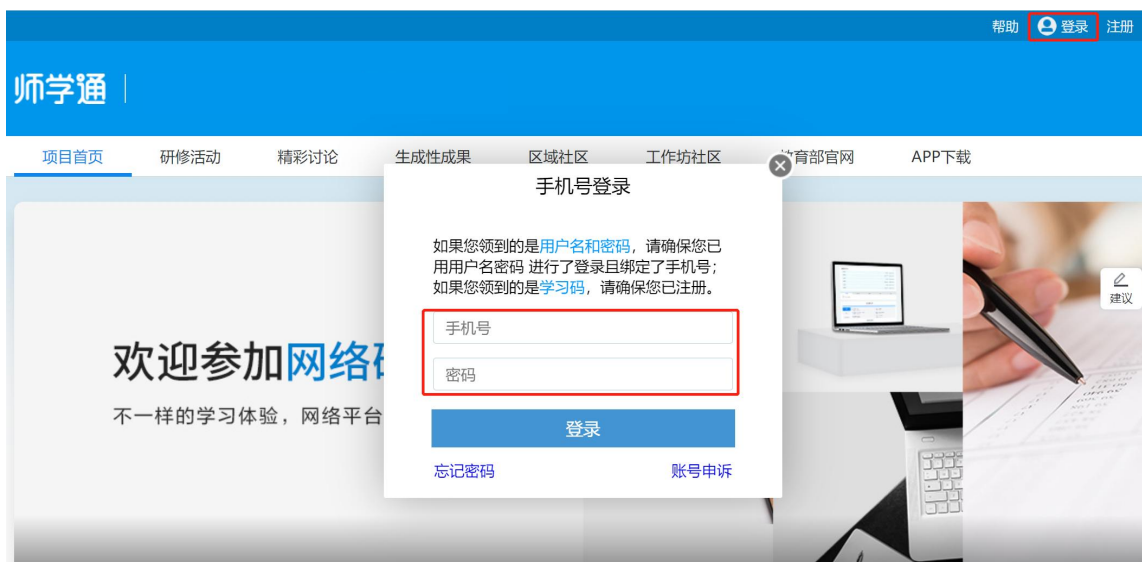 帮助 登录 注册
师学通
项目首页 研修活动 精彩讨论 生成性成果 区域社区 工作坊社区 育部官网 APP下载
手机号登录
如果您领到的是用户名和密码，请确保您已
用用户名密码 进行了登录且绑定了手机号；
如果您领到的是学习码，请确保您已注册。
手机号
密码
登录
忘记密码 账号申诉
欢迎参加网络
不一样的学习体验，网络平台
建议